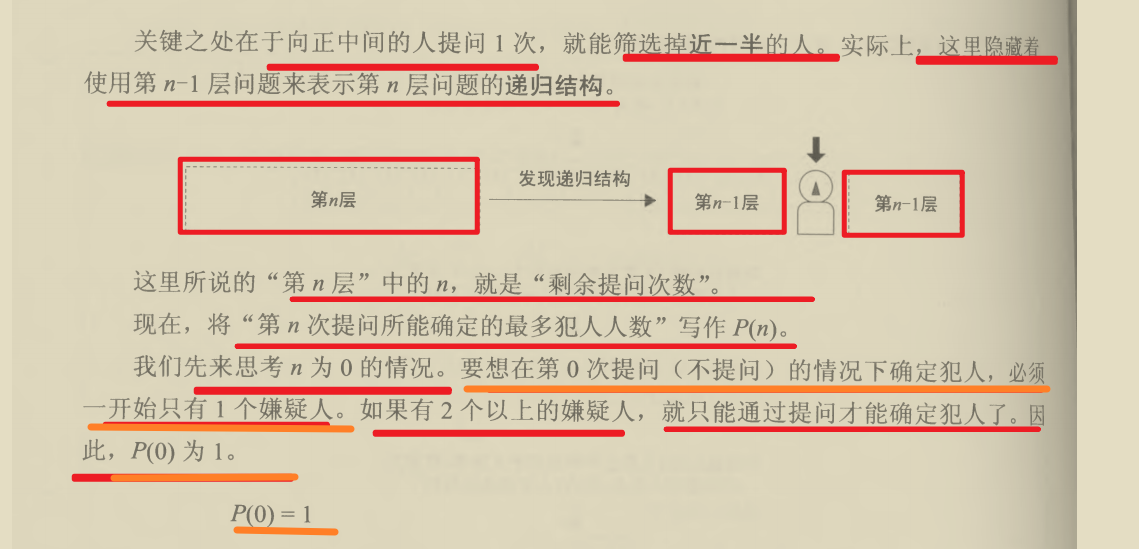 关键之处在于向正中间的人提问 1 次，就能筛选掉近一半的人。实际上，这里隐藏着
使用第 n-1 层问题来表示第 n 层问题的递归结构。
第n层
发现递归结构
第n-1层
第n-1层
这里所说的“第 n 层”中的 n，就是“剩余提问次数”。
现在，将“第 n 次提问所能确定的最多犯人人数”写作 P(n)。
我们先来思考 n 为 0 的情况。要想在第 0 次提问（不提问）的情况下确定犯人，必须
一开始只有 1 个嫌疑人。如果有 2 个以上的嫌疑人，就只能通过提问才能确定犯人了。因
此，P(0) 为 1。
P(0) = 1